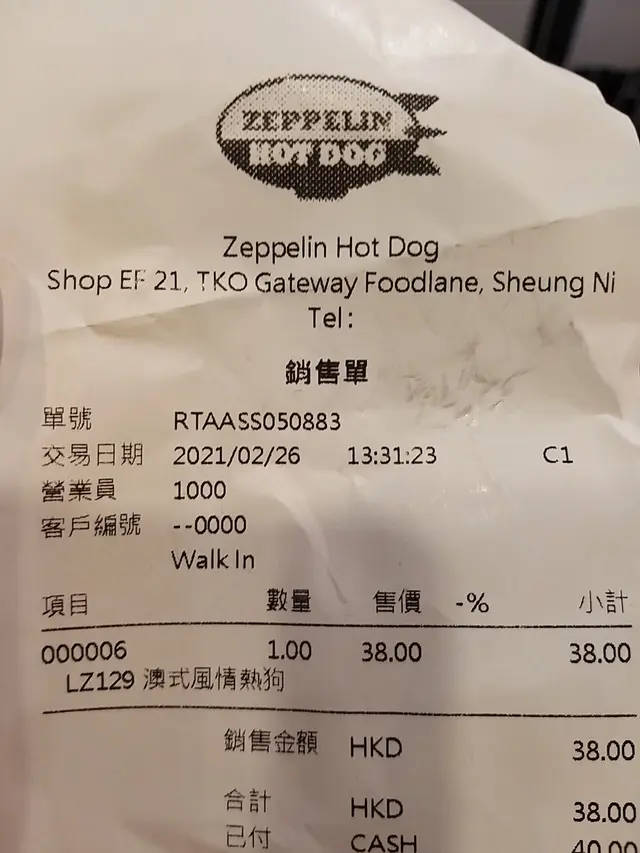 ZEPPELIN
HOT DOG
Zeppelin Hot Dog
Shop EF 21, TKO Gateway Foodlane, Sheung Ni
Tel:
銷售單
單號 RTAASS050883
交易日期 2021/02/26 13:31:23 C1
營業員 1000
客戶編號 --0000
Walk In
項目 數量 售價 -% 小計
000006 1.00 38.00 38.00
LZ129 澳式風情熱狗
銷售金額 HKD 38.00
合計 HKD 38.00
已付 CASH 40.00